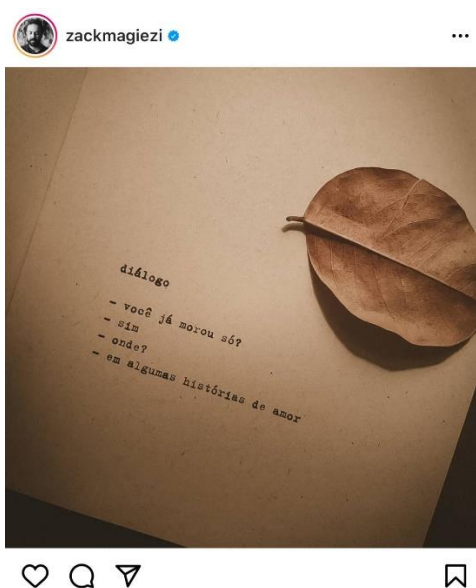 zackmagiezi
diálogo
- você já morou só?
- sim
- onde?
- em algumas histórias de amor